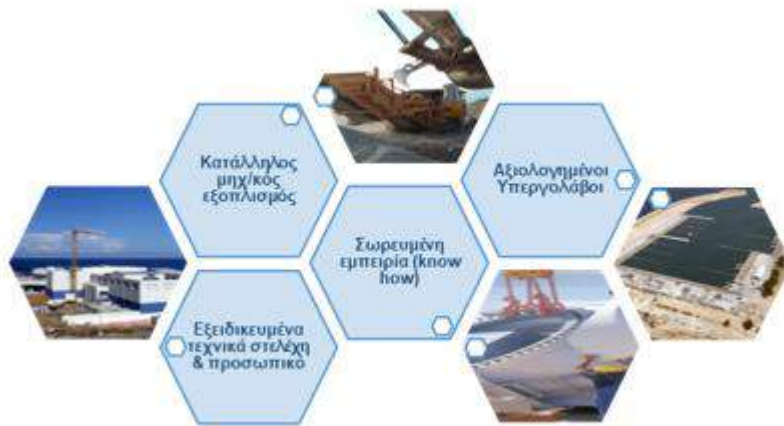 Κατάλληλος
μηχ/κός
εξοπλισμός
Αξιολογημένοι
Υπεργολάβοι
Σωρευμένη
εμπειρία (know
how)
Εξειδικευμένα
τεχνικά στελέχη
& προσωπικό